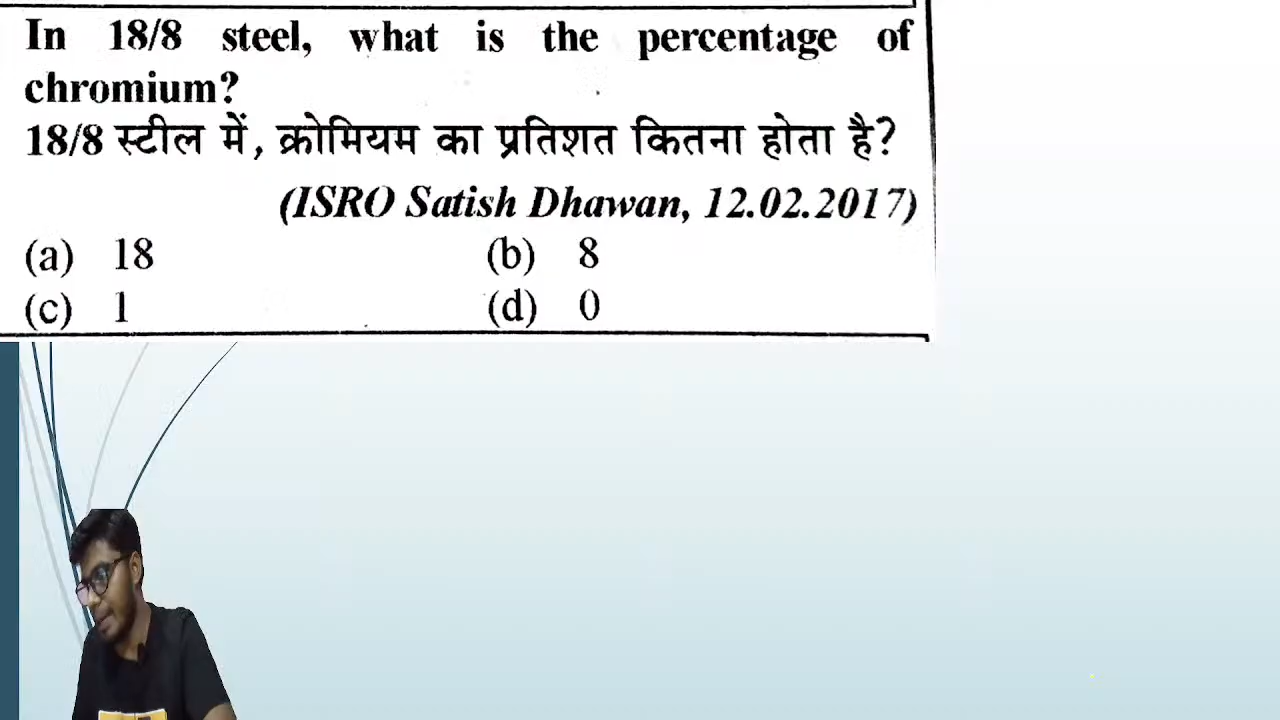 In 18/8 steel, what is the percentage of
chromium?
18/8 स्टील में, क्रोमियम का प्रतिशत कितना होता है?
(ISRO Satish Dhawan, 12.02.2017)
(a) 18 (b) 8
(c) 1 (d) 0